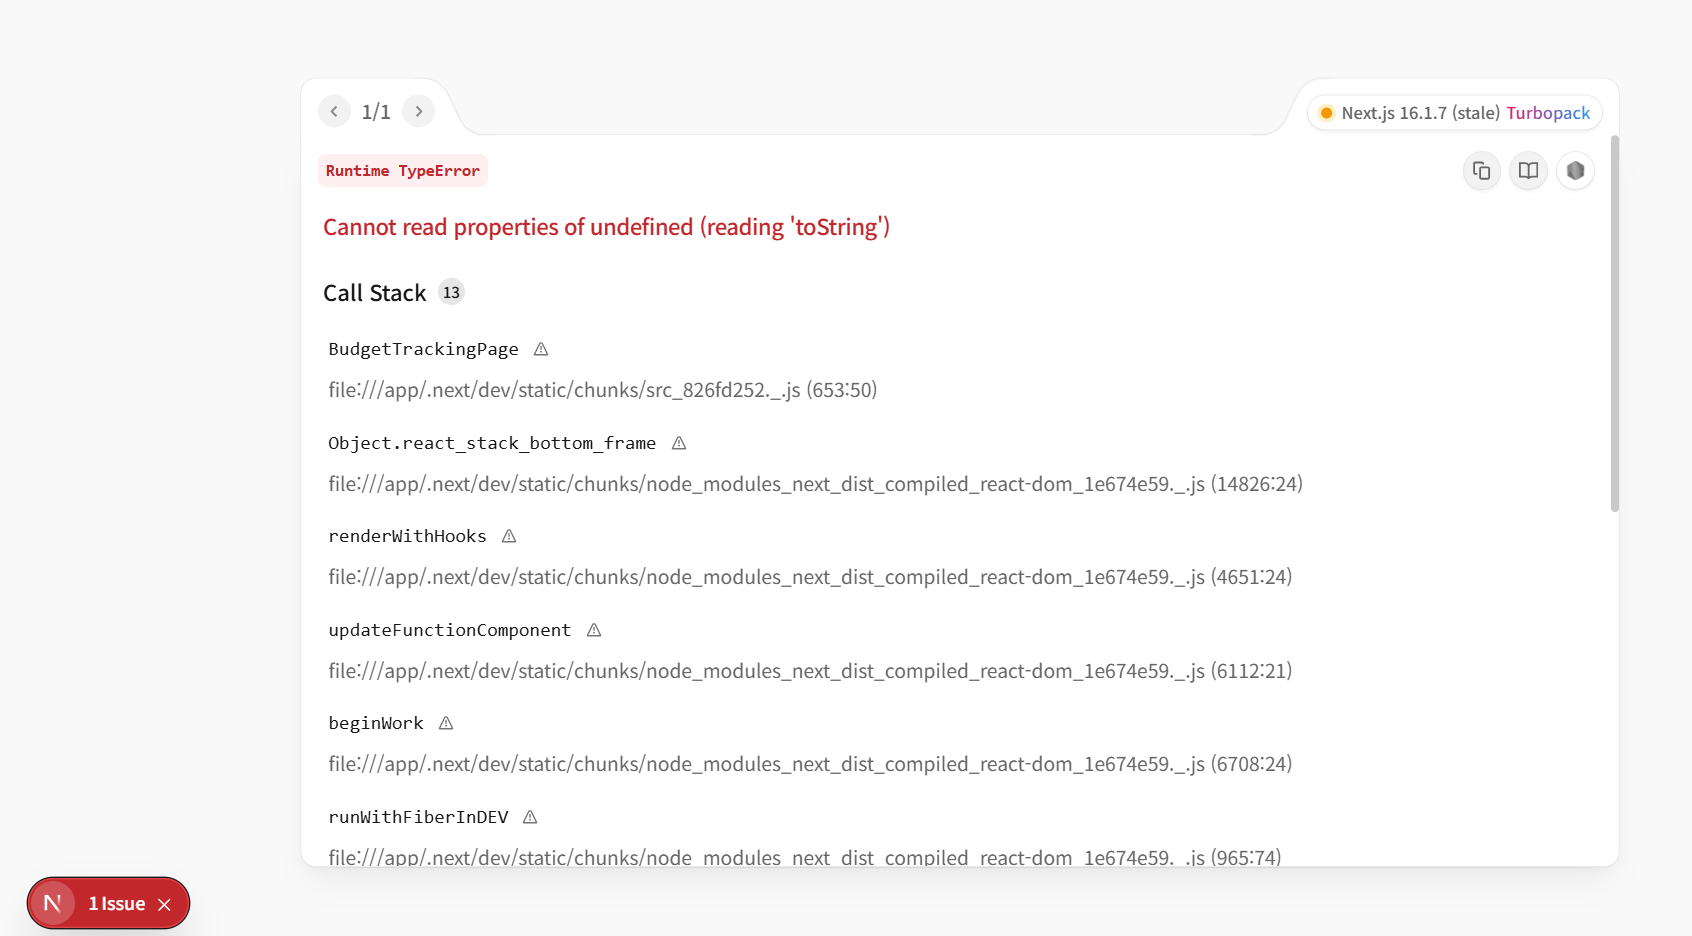 1/1
Next.js 16.1.7 (stale) Turbopack
Runtime TypeError
Cannot read properties of undefined (reading 'toString')
Call Stack 13
BudgetTrackingPage
file:///app/.next/dev/static/chunks/src_826fd252._.js (653:50)
Object.react_stack_bottom_frame
file:///app/.next/dev/static/chunks/node_modules_next_dist_compiled_react-dom_1e674e59._.js (14826:24)
renderWithHooks
file:///app/.next/dev/static/chunks/node_modules_next_dist_compiled_react-dom_1e674e59._.js (4651:24)
updateFunctionComponent
file:///app/.next/dev/static/chunks/node_modules_next_dist_compiled_react-dom_1e674e59._.js (6112:21)
beginWork
file:///app/.next/dev/static/chunks/node_modules_next_dist_compiled_react-dom_1e674e59._.js (6708:24)
runWithFiberInDEV
file:///app/.next/dev/static/chunks/node_modules_next_dist_compiled_react-dom_1e674e59._.js (965:74)
N 1 Issue